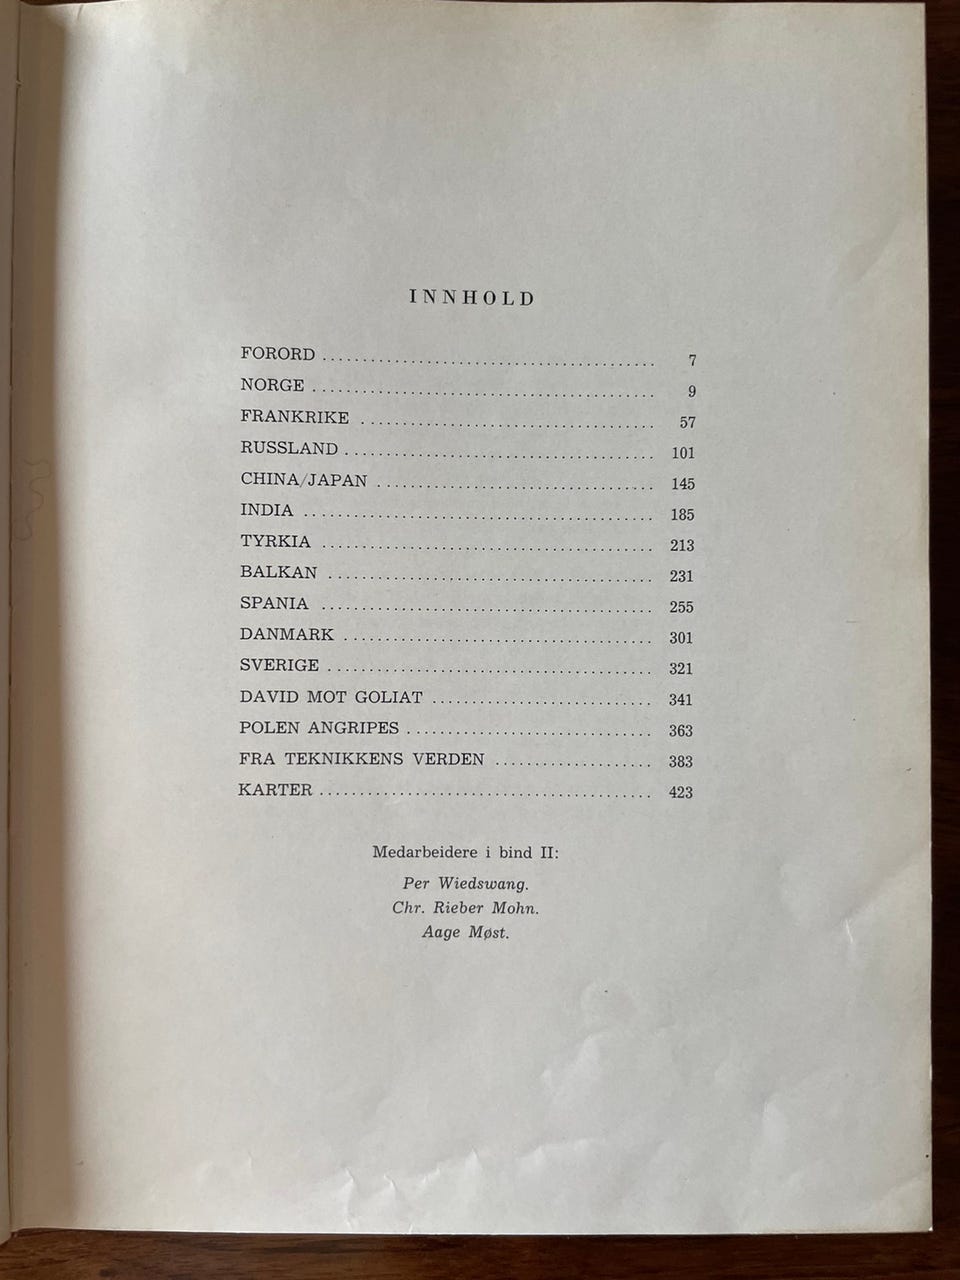 INNHOLD
FORORD ........................................ 7
NORGE ......................................... 9
FRANKRIKE .................................... 57
RUSSLAND ..................................... 101
CHINA/JAPAN .................................. 145
INDIA ........................................ 185
TYRKIA ....................................... 213
BALKAN ....................................... 231
SPANIA ....................................... 255
DANMARK ...................................... 301
SVERIGE ...................................... 321
DAVID MOT GOLIAT ............................. 341
POLEN ANGRIPES ............................... 363
FRA TEKNIKKENS VERDEN ........................ 383
KARTER ....................................... 423
Medarbeidere i bind II:
Per Wiedswang.
Chr. Rieber Mohn.
Aage Møst.